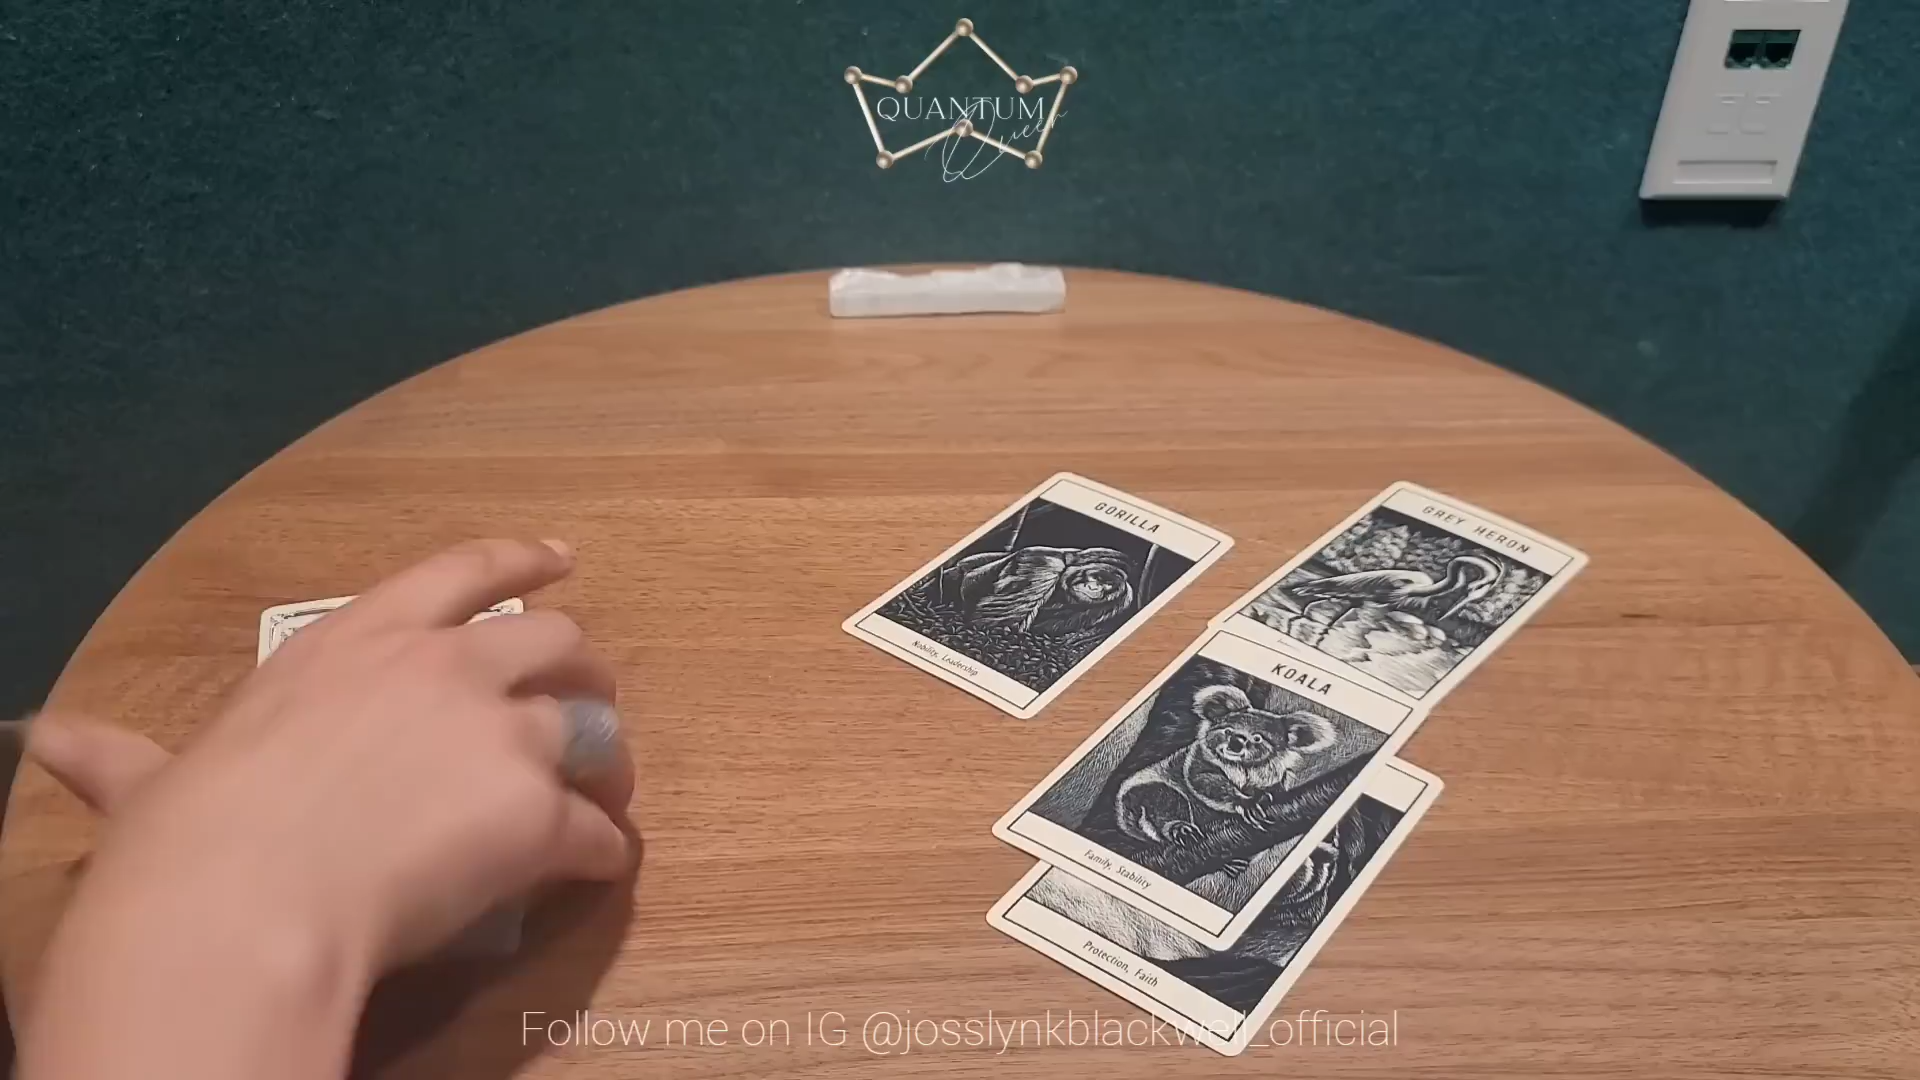 QUANTUM
Queen
GORILLA
Nobility, Leadership
GREY HERON
KOALA
Family, Stability
Protection, Faith
Follow me on IG @josslynkblackwell_official